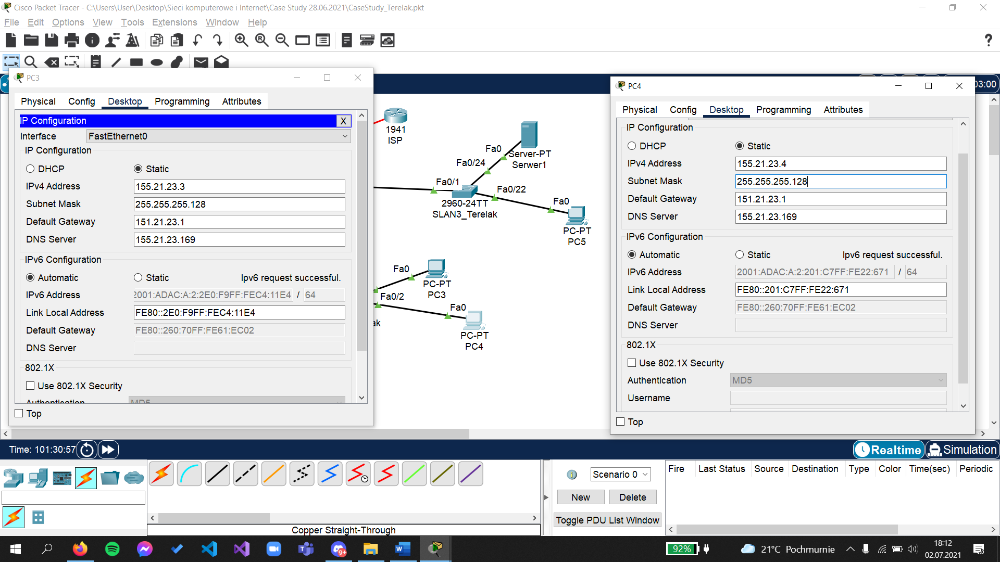 Cisco Packet Tracer - C:\Users\User\Desktop\Sieci komputerowe i Internet\Case Study 28.06.2021\CaseStudy_Terelak.pkt
File Edit Options View Tools Extensions Window Help
PC3
Physical Config Desktop Programming Attributes
IP Configuration X
Interface FastEthernet0
IP Configuration
DHCP Static
IPv4 Address 155.21.23.3
Subnet Mask 255.255.255.128
Default Gateway 151.21.23.1
DNS Server 155.21.23.169
IPv6 Configuration
Automatic Static Ipv6 request successful.
IPv6 Address 2001:ADAC:A:2:2E0:F9FF:FEC4:11E4 / 64
Link Local Address FE80::2E0:F9FF:FEC4:11E4
Default Gateway FE80::260:70FF:FE61:EC02
DNS Server
802.1X
Use 802.1X Security
Authentication MD5
Top
1941
ISP
Fa0
Server-PT
Serwer1
Fa0/24
Fa0/1
Fa0/22
2960-24TT
SLAN3_Terelak
Fa0
PC-PT
PC5
Fa0
PC-PT
PC3
Fa0/2
Fa0
ak
PC-PT
PC4
03:00
PC4
Physical Config Desktop Programming Attributes
IP Configuration
DHCP Static
IPv4 Address 155.21.23.4
Subnet Mask 255.255.255.128
Default Gateway 151.21.23.1
DNS Server 155.21.23.169
IPv6 Configuration
Automatic Static Ipv6 request successful.
IPv6 Address 2001:ADAC:A:2:201:C7FF:FE22:671 / 64
Link Local Address FE80::201:C7FF:FE22:671
Default Gateway FE80::260:70FF:FE61:EC02
DNS Server
802.1X
Use 802.1X Security
Authentication MD5
Username
Top
Time: 101:30:57
Realtime Simulation
Scenario 0
New Delete
Toggle PDU List Window
Fire Last Status Source Destination Type Color Time(sec) Periodic
Copper Straight-Through
9+
92%
21°C Pochmurnie
18:12
02.07.2021